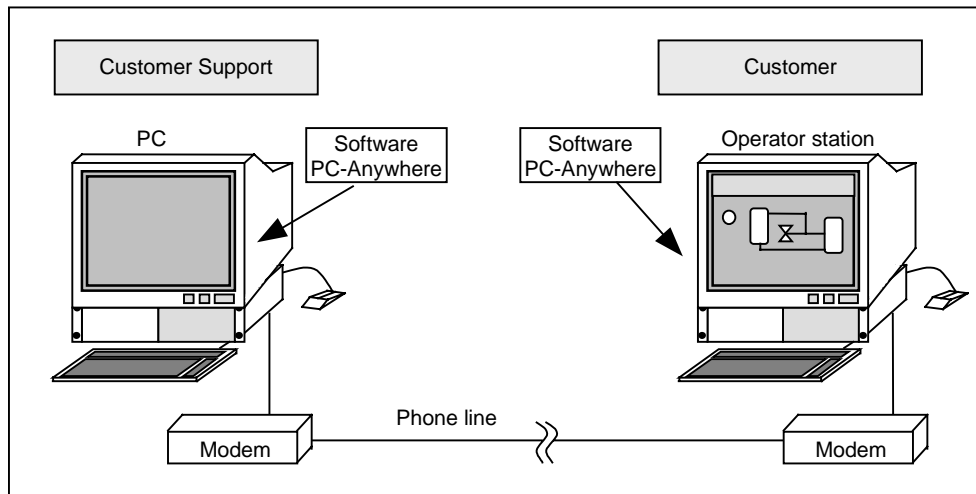 Customer Support
Customer
PC
Software
PC-Anywhere
Software
PC-Anywhere
Operator station
Phone line
Modem
Modem